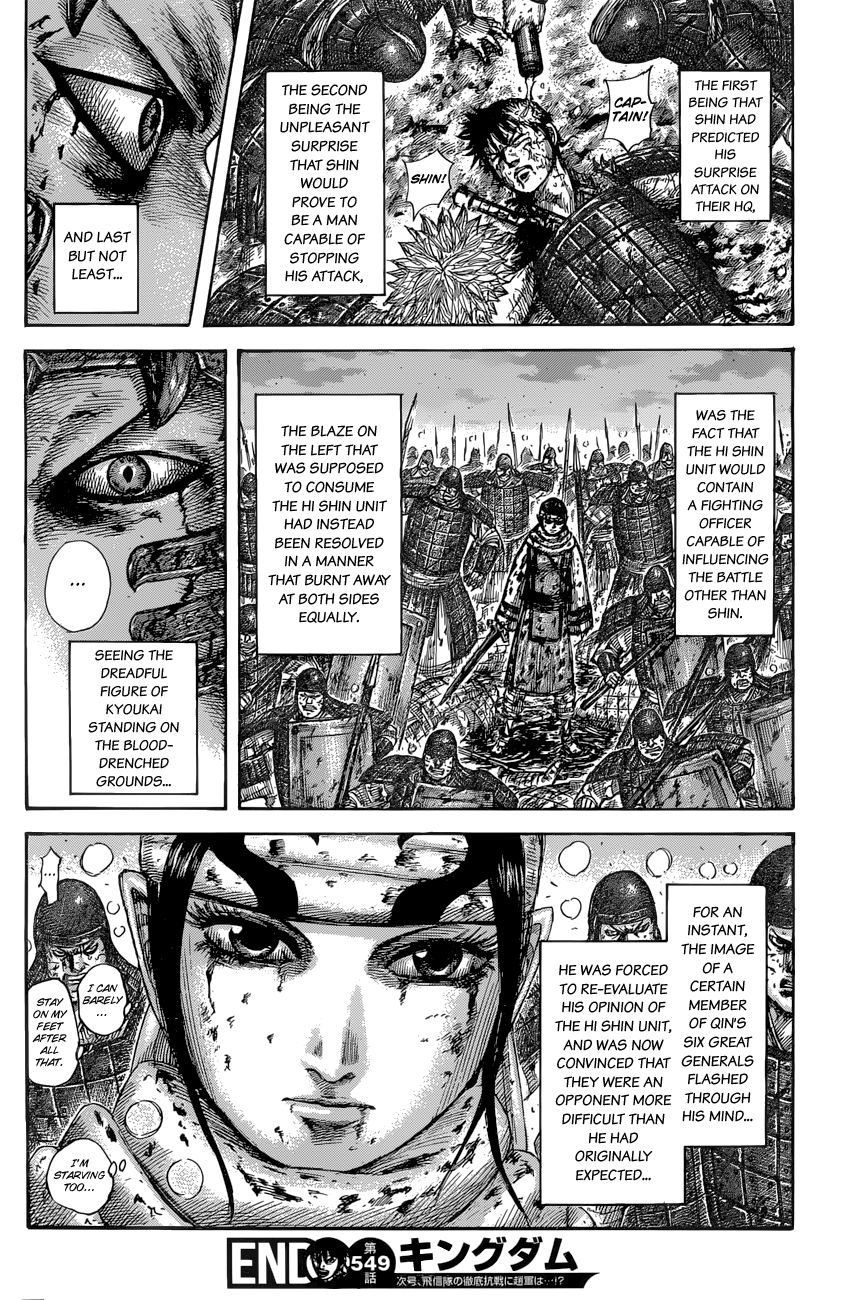 THE FIRST
BEING THAT
SHIN HAD
PREDICTED
HIS
SURPRISE
ATTACK ON
THEIR HQ,
CAP-
TAIN!
SHIN!
THE SECOND
BEING THE
UNPLEASANT
SURPRISE
THAT SHIN
WOULD
PROVE TO
BE A MAN
CAPABLE OF
STOPPING
HIS ATTACK,
AND LAST
BUT NOT
LEAST...
WAS THE
FACT THAT
THE HI SHIN
UNIT WOULD
CONTAIN
A FIGHTING
OFFICER
CAPABLE OF
INFLUENCING
THE BATTLE
OTHER THAN
SHIN.
THE BLAZE ON
THE LEFT THAT
WAS SUPPOSED
TO CONSUME
THE HI SHIN UNIT
HAD INSTEAD
BEEN RESOLVED
IN A MANNER
THAT BURNT AWAY
AT BOTH SIDES
EQUALLY.
...
SEEING THE
DREADFUL
FIGURE OF
KYOUKAI
STANDING ON
THE BLOOD-
DRENCHED
GROUNDS...
FOR AN
INSTANT,
THE IMAGE
OF A
CERTAIN
MEMBER
OF QIN'S
SIX GREAT
GENERALS
FLASHED
THROUGH
HIS MIND...
HE WAS FORCED
TO RE-EVALUATE
HIS OPINION OF
THE HI SHIN UNIT,
AND WAS NOW
CONVINCED THAT
THEY WERE AN
OPPONENT MORE
DIFFICULT THAN
HE HAD
ORIGINALLY
EXPECTED...
...
I CAN
BARELY
...
STAY
ON MY
FEET
AFTER
ALL
THAT.
I'M
STARVING
TOO...
END
第
549
話
キングダム
次号、飛信隊の徹底抗戦に趙軍は…!?